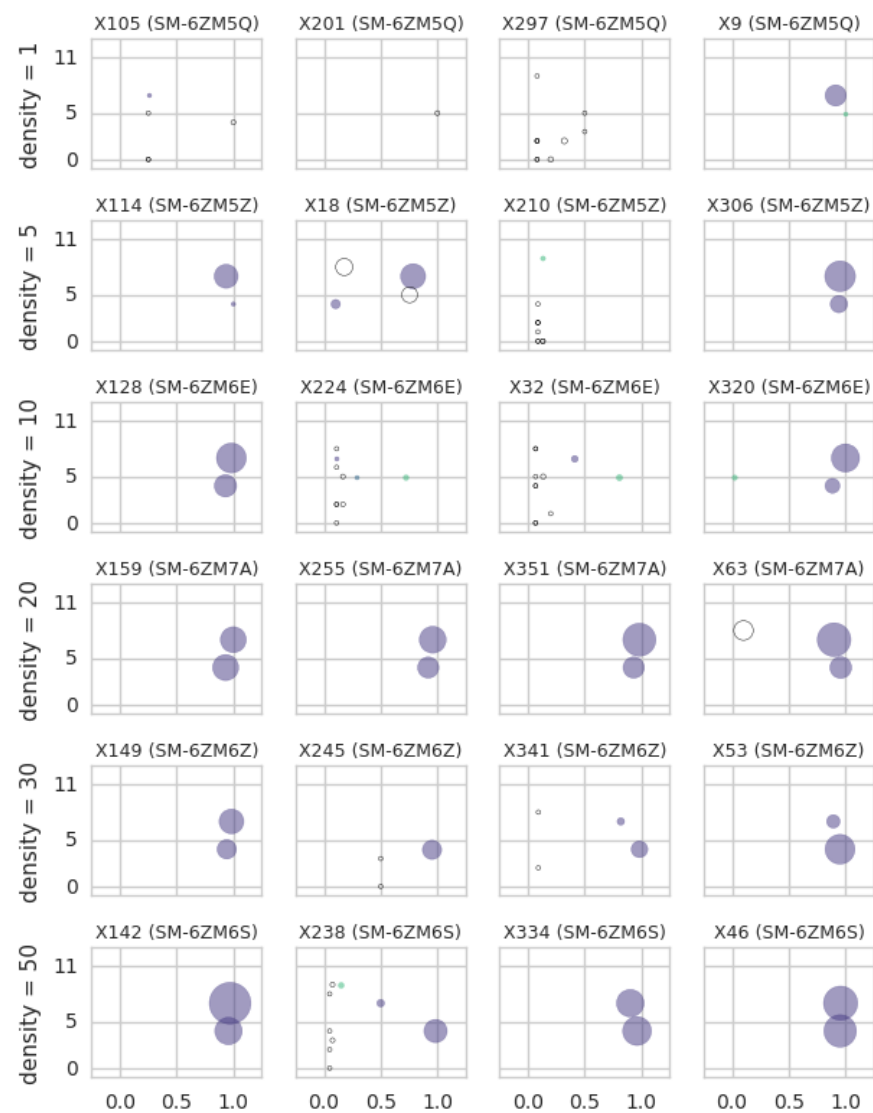 X105 (SM-6ZM5Q) X201 (SM-6ZM5Q) X297 (SM-6ZM5Q) X9 (SM-6ZM5Q)
density = 1
11
5
0
X114 (SM-6ZM5Z) X18 (SM-6ZM5Z) X210 (SM-6ZM5Z) X306 (SM-6ZM5Z)
density = 5
11
5
0
X128 (SM-6ZM6E) X224 (SM-6ZM6E) X32 (SM-6ZM6E) X320 (SM-6ZM6E)
density = 10
11
5
0
X159 (SM-6ZM7A) X255 (SM-6ZM7A) X351 (SM-6ZM7A) X63 (SM-6ZM7A)
density = 20
11
5
0
X149 (SM-6ZM6Z) X245 (SM-6ZM6Z) X341 (SM-6ZM6Z) X53 (SM-6ZM6Z)
density = 30
11
5
0
X142 (SM-6ZM6S) X238 (SM-6ZM6S) X334 (SM-6ZM6S) X46 (SM-6ZM6S)
density = 50
11
5
0
0.0 0.5 1.0 0.0 0.5 1.0 0.0 0.5 1.0 0.0 0.5 1.0